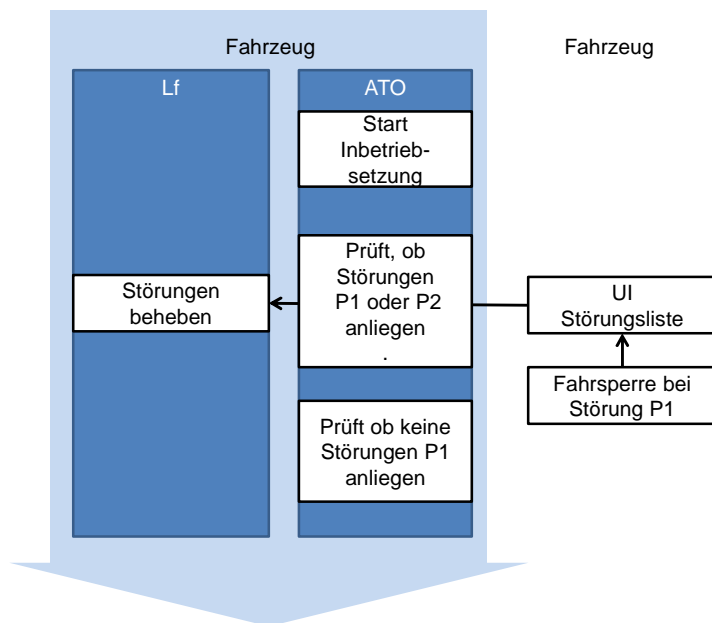 Fahrzeug
Fahrzeug
Lf
ATO
Start
Inbetrieb-
setzung
Prüft, ob
Störungen
P1 oder P2
anliegen
.
Störungen
beheben
UI
Störungsliste
Fahrsperre bei
Störung P1
Prüft ob keine
Störungen P1
anliegen